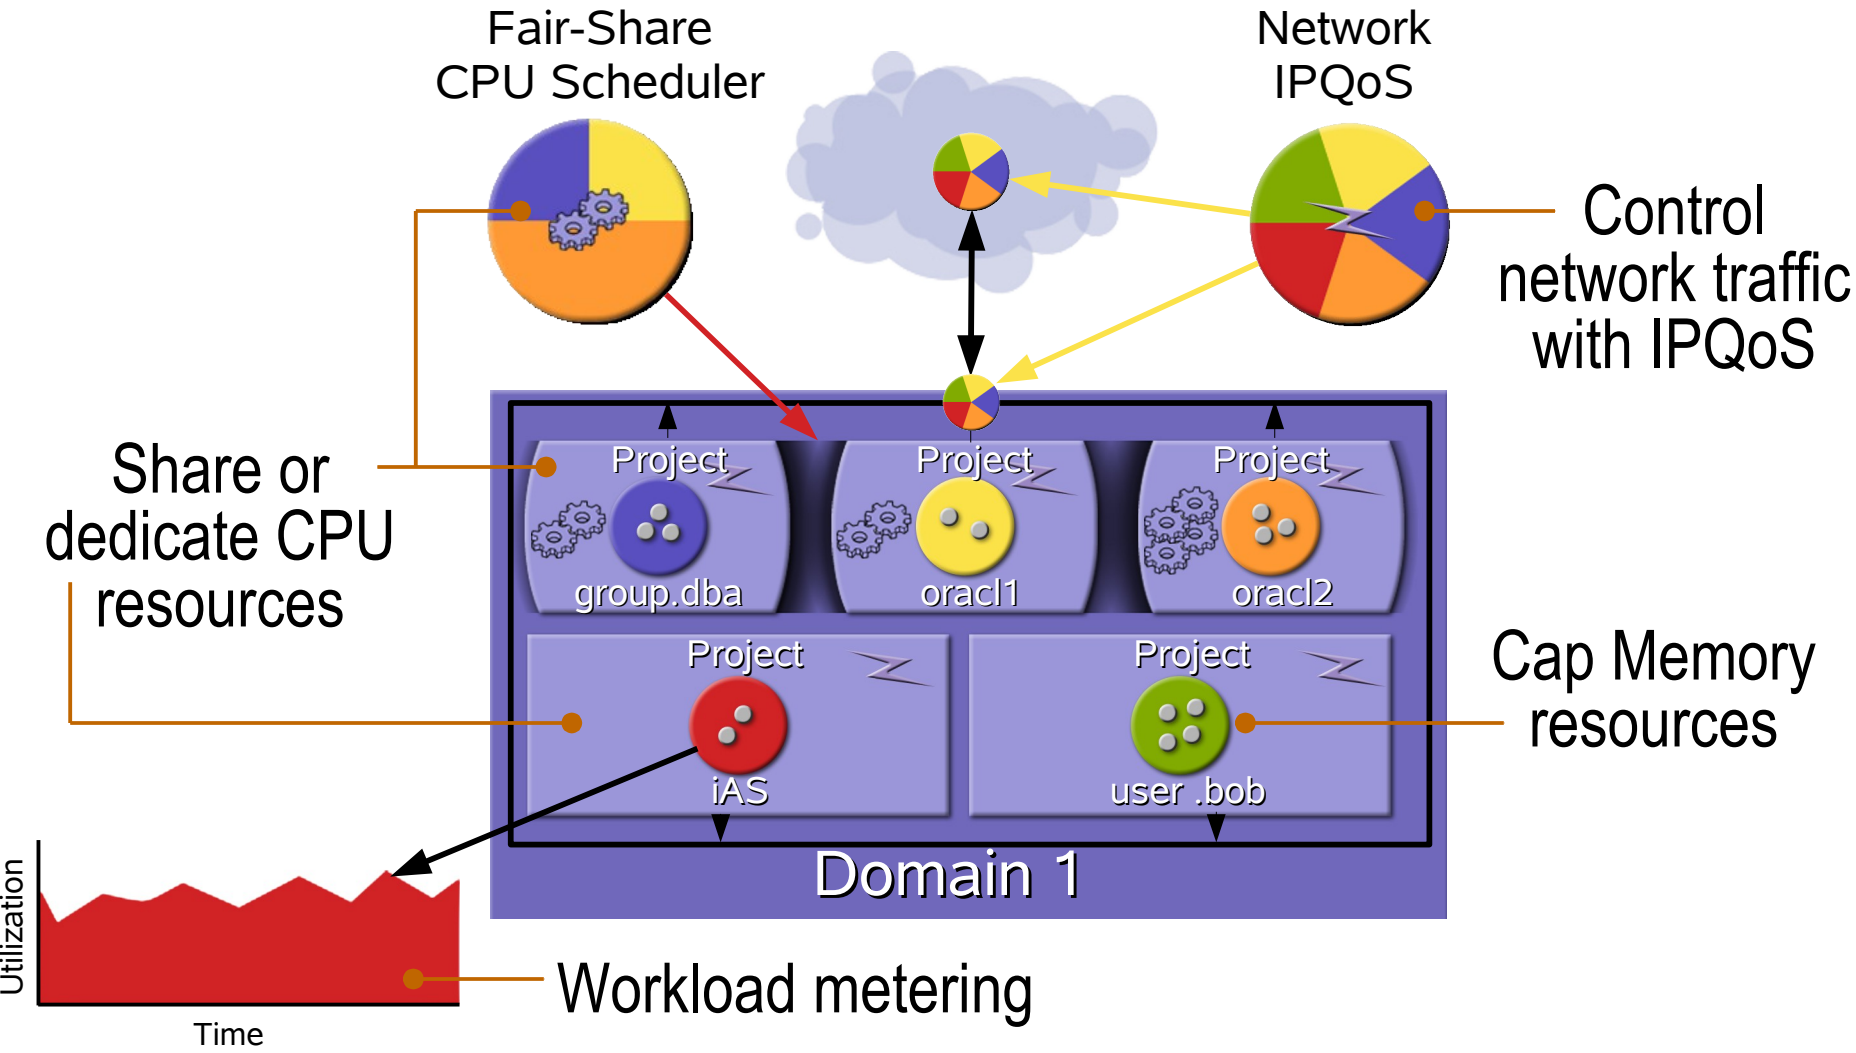 Fair-Share
CPU Scheduler
Network
IPQoS
Control
network traffic
with IPQoS
Share or
dedicate CPU
resources
Project
group.dba
Project
oracl1
Project
oracl2
Project
iAS
Project
user .bob
Cap Memory
resources
Domain 1
Utilization
Time
Workload metering